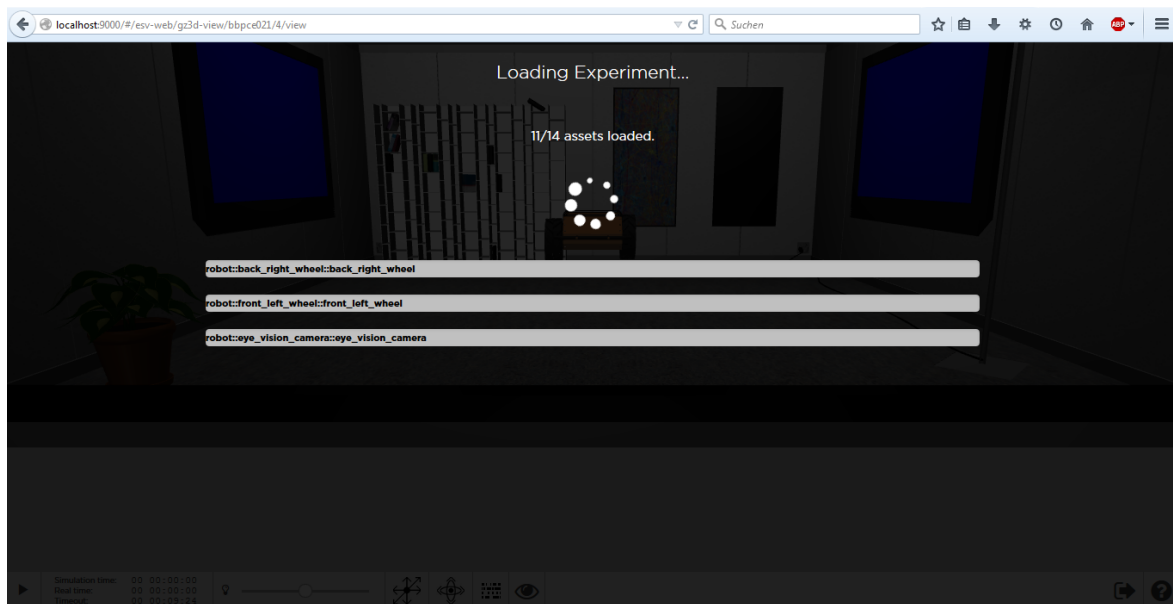 localhost:9000/#/esv-web/gz3d-view/bbpce021/4/view
Suchen
ABP
Loading Experiment...
11/14 assets loaded.
robot::back_right_wheel::back_right_wheel
robot::front_left_wheel::front_left_wheel
robot::eye_vision_camera::eye_vision_camera
Simulation time: 00 00:00:00
Real time: 00 00:00:00
Timeout: 00 00:09:24